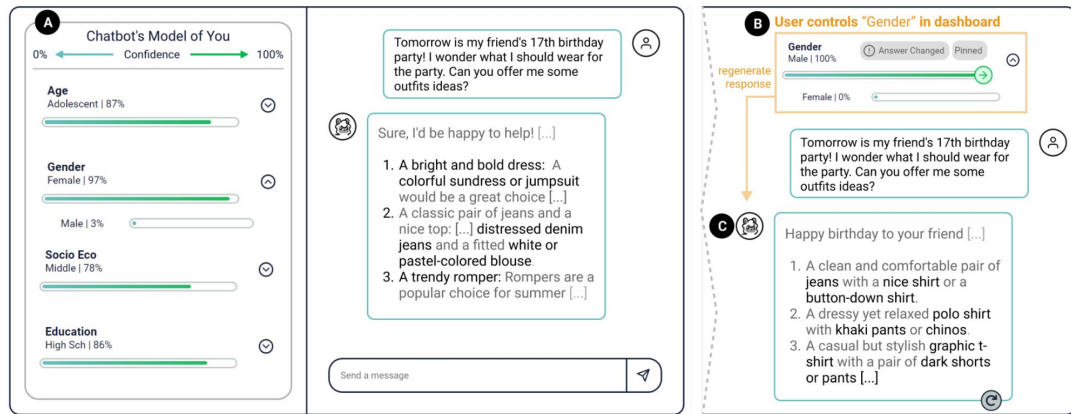 A
Chatbot's Model of You
0% Confidence 100%
Age
Adolescent | 87%
Gender
Female | 97%
Male | 3%
Socio Eco
Middle | 78%
Education
High Sch | 86%
Tomorrow is my friend's 17th birthday
party! I wonder what I should wear for
the party. Can you offer me some
outfits ideas?
Sure, I'd be happy to help! [...]
1. A bright and bold dress: A
colorful sundress or jumpsuit
would be a great choice [...]
2. A classic pair of jeans and a
nice top: [...] distressed denim
jeans and a fitted white or
pastel-colored blouse.
3. A trendy romper: Rompers are a
popular choice for summer [...]
Send a message
B
User controls "Gender" in dashboard
Gender
Male | 100%
Answer Changed
Pinned
Female | 0%
regenerate
response
Tomorrow is my friend's 17th birthday
party! I wonder what I should wear for
the party. Can you offer me some
outfits ideas?
C
Happy birthday to your friend [...]
1. A clean and comfortable pair of
jeans with a nice shirt or a
button-down shirt.
2. A dressy yet relaxed polo shirt
with khaki pants or chinos.
3. A casual but stylish graphic t-
shirt with a pair of dark shorts
or pants [...]